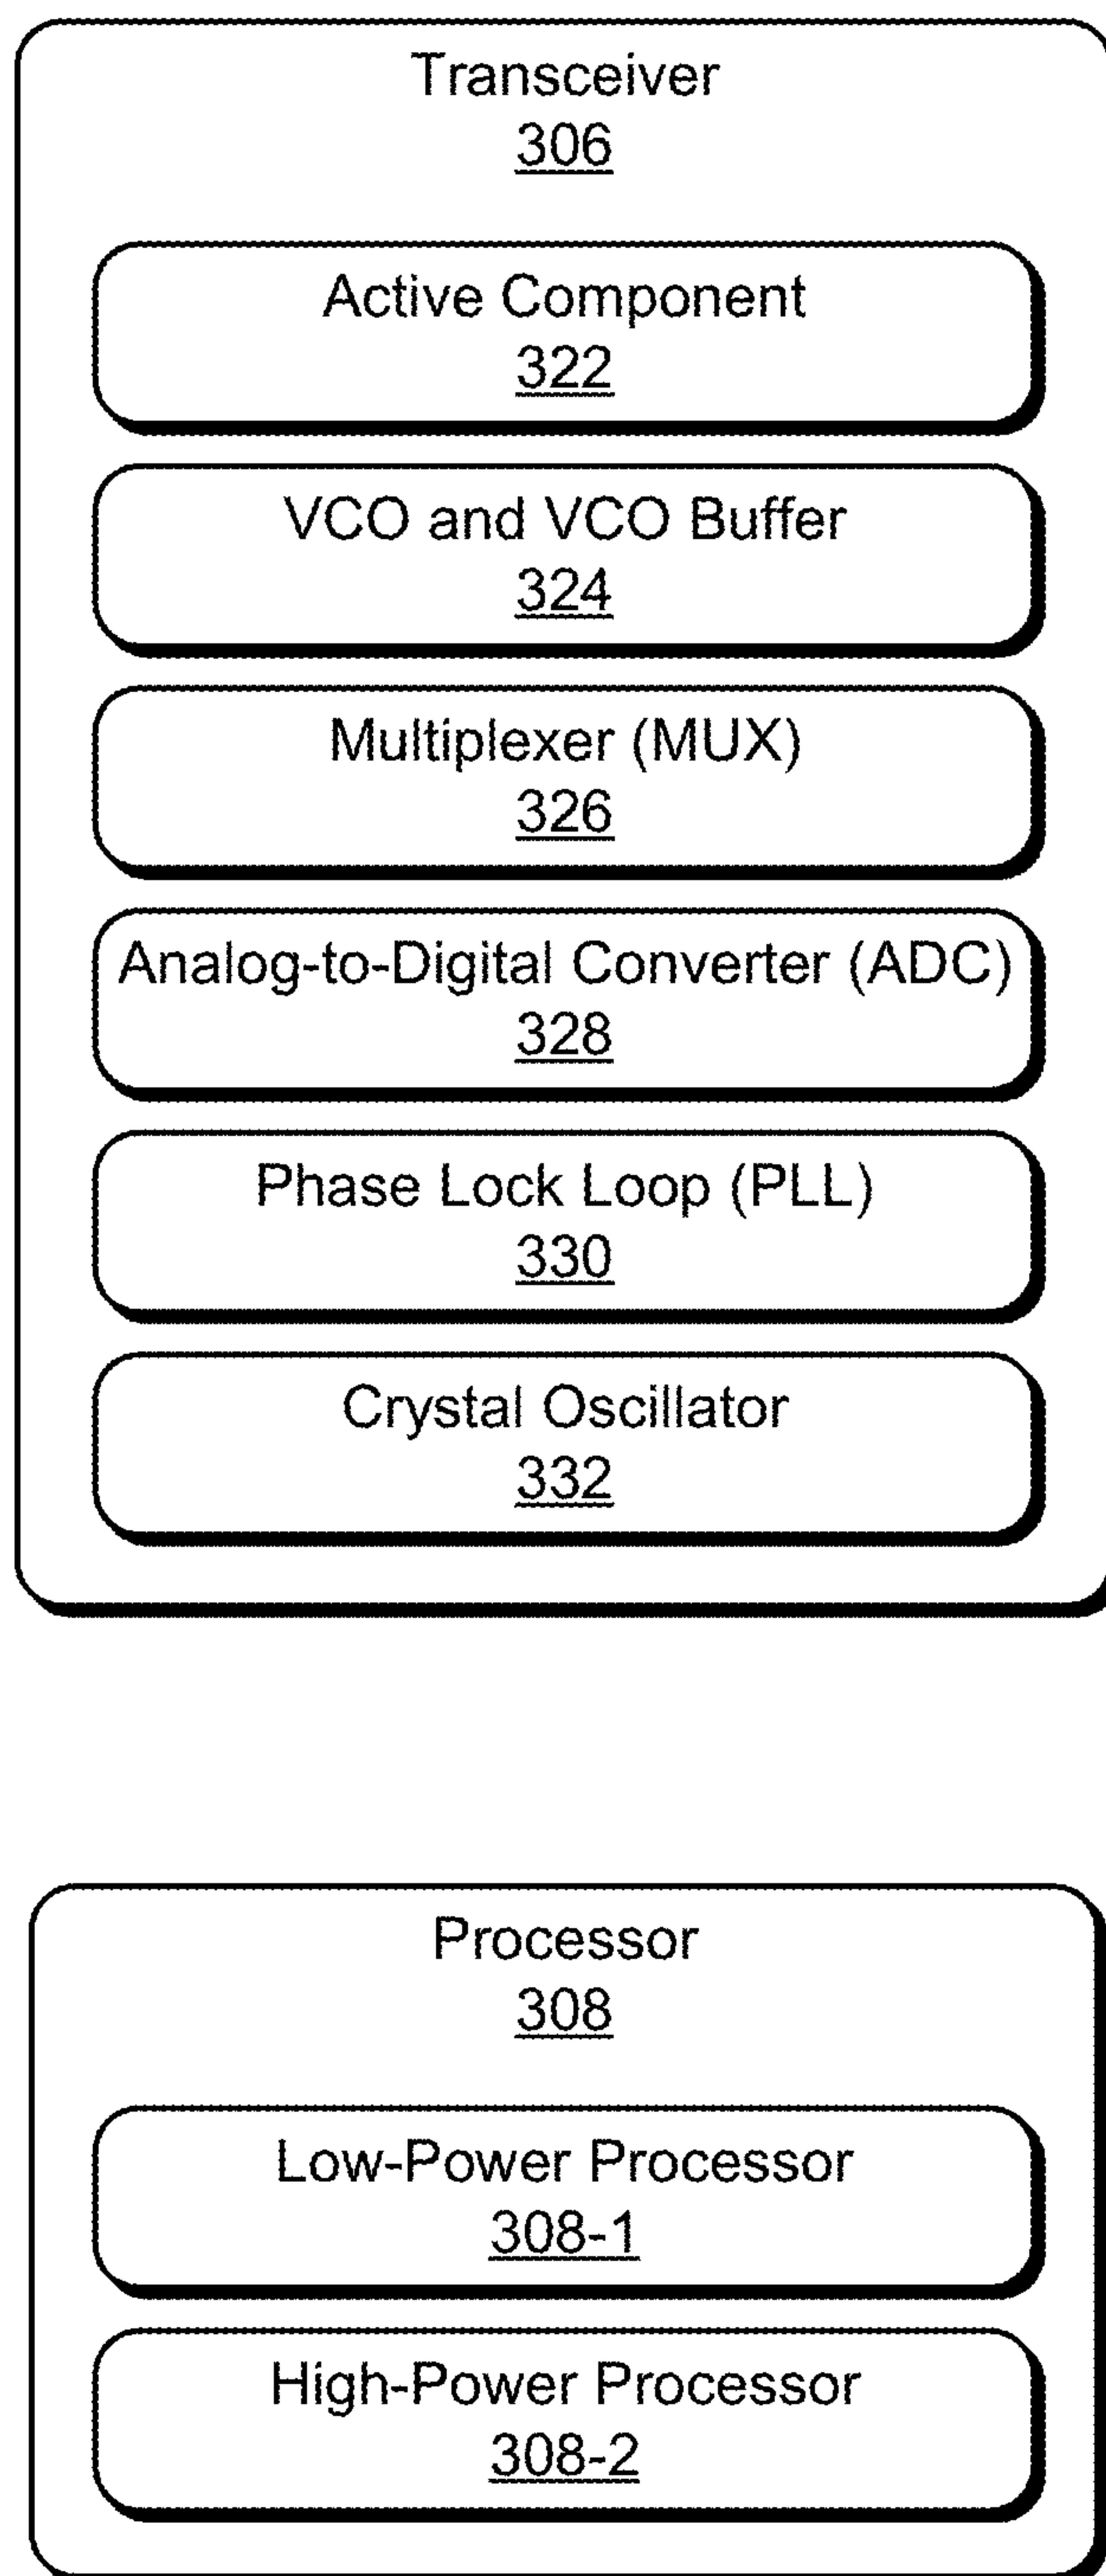 Transceiver
306
Active Component
322
VCO and VCO Buffer
324
Multiplexer (MUX)
326
Analog-to-Digital Converter (ADC)
328
Phase Lock Loop (PLL)
330
Crystal Oscillator
332
Processor
308
Low-Power Processor
308-1
High-Power Processor
308-2